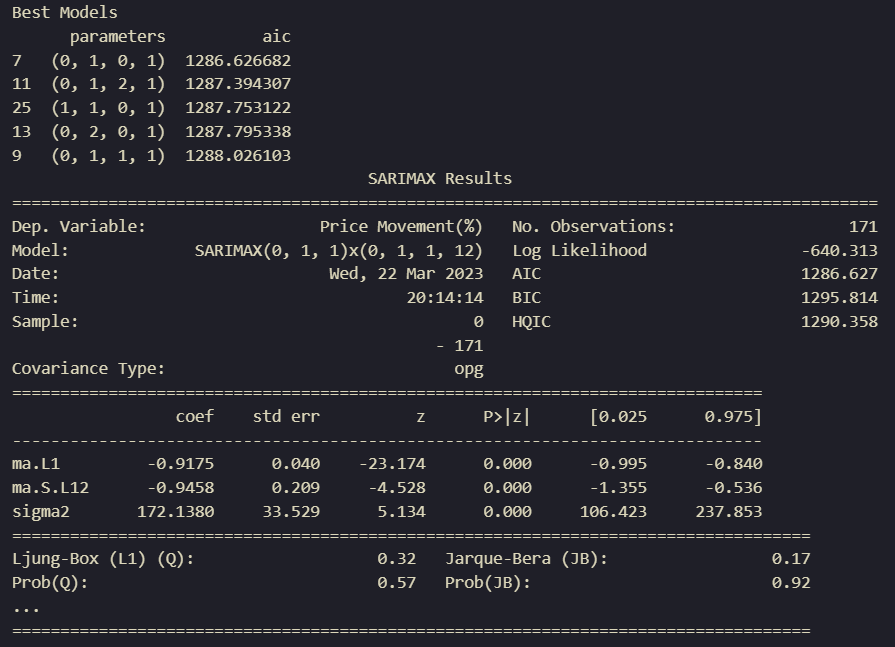 Best Models
      parameters          aic
7   (0, 1, 0, 1)  1286.626682
11  (0, 1, 2, 1)  1287.394307
25  (1, 1, 0, 1)  1287.753122
13  (0, 2, 0, 1)  1287.795338
9   (0, 1, 1, 1)  1288.026103
                                     SARIMAX Results
==========================================================================================
Dep. Variable:                  Price Movement(%)   No. Observations:                  171
Model:             SARIMAX(0, 1, 1)x(0, 1, 1, 12)   Log Likelihood                -640.313
Date:                            Wed, 22 Mar 2023   AIC                           1286.627
Time:                                    20:14:14   BIC                           1295.814
Sample:                                         0   HQIC                          1290.358
                                            - 171
Covariance Type:                              opg
==============================================================================
                 coef    std err          z      P>|z|      [0.025      0.975]
------------------------------------------------------------------------------
ma.L1         -0.9175      0.040    -23.174      0.000      -0.995      -0.840
ma.S.L12      -0.9458      0.209     -4.528      0.000      -1.355      -0.536
sigma2       172.1380     33.529      5.134      0.000     106.423     237.853
===================================================================================
Ljung-Box (L1) (Q):                   0.32   Jarque-Bera (JB):                 0.17
Prob(Q):                              0.57   Prob(JB):                         0.92
...
===================================================================================